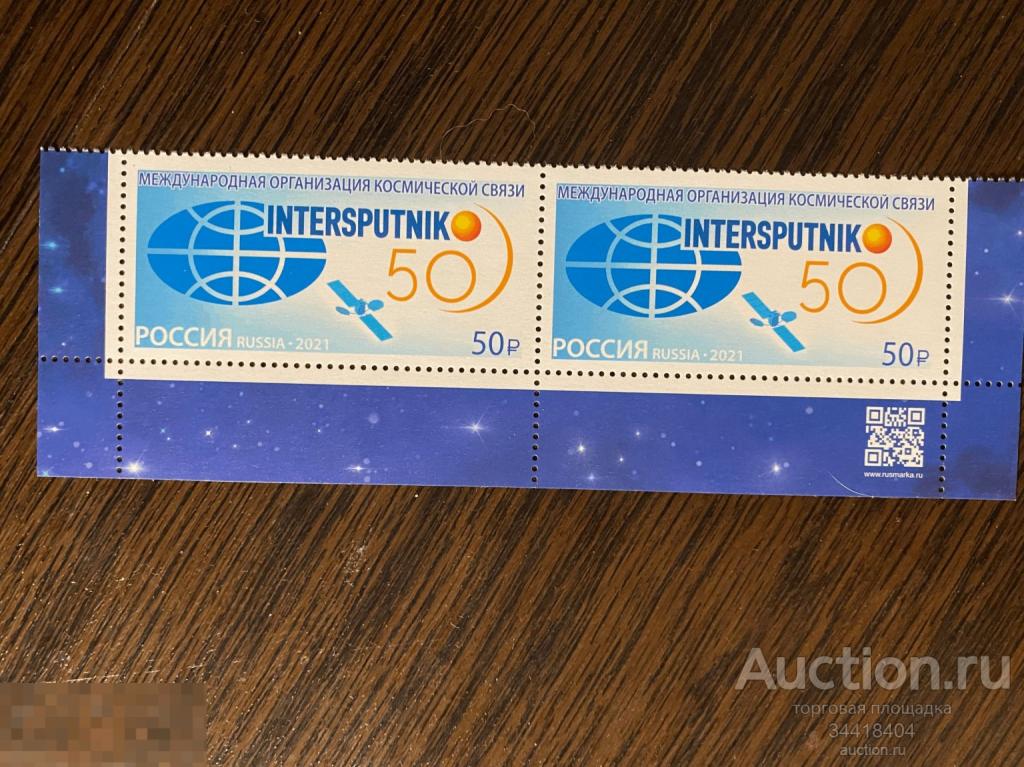 МЕЖДУНАРОДНАЯ ОРГАНИЗАЦИЯ КОСМИЧЕСКОЙ СВЯЗИ
INTERSPUTNIK
50
РОССИЯ RUSSIA · 2021
50₽
МЕЖДУНАРОДНАЯ ОРГАНИЗАЦИЯ КОСМИЧЕСКОЙ СВЯЗИ
INTERSPUTNIK
50
РОССИЯ RUSSIA · 2021
50₽
www.rusmarka.ru
Auction.ru
торговая площадка
34418404
auction.ru